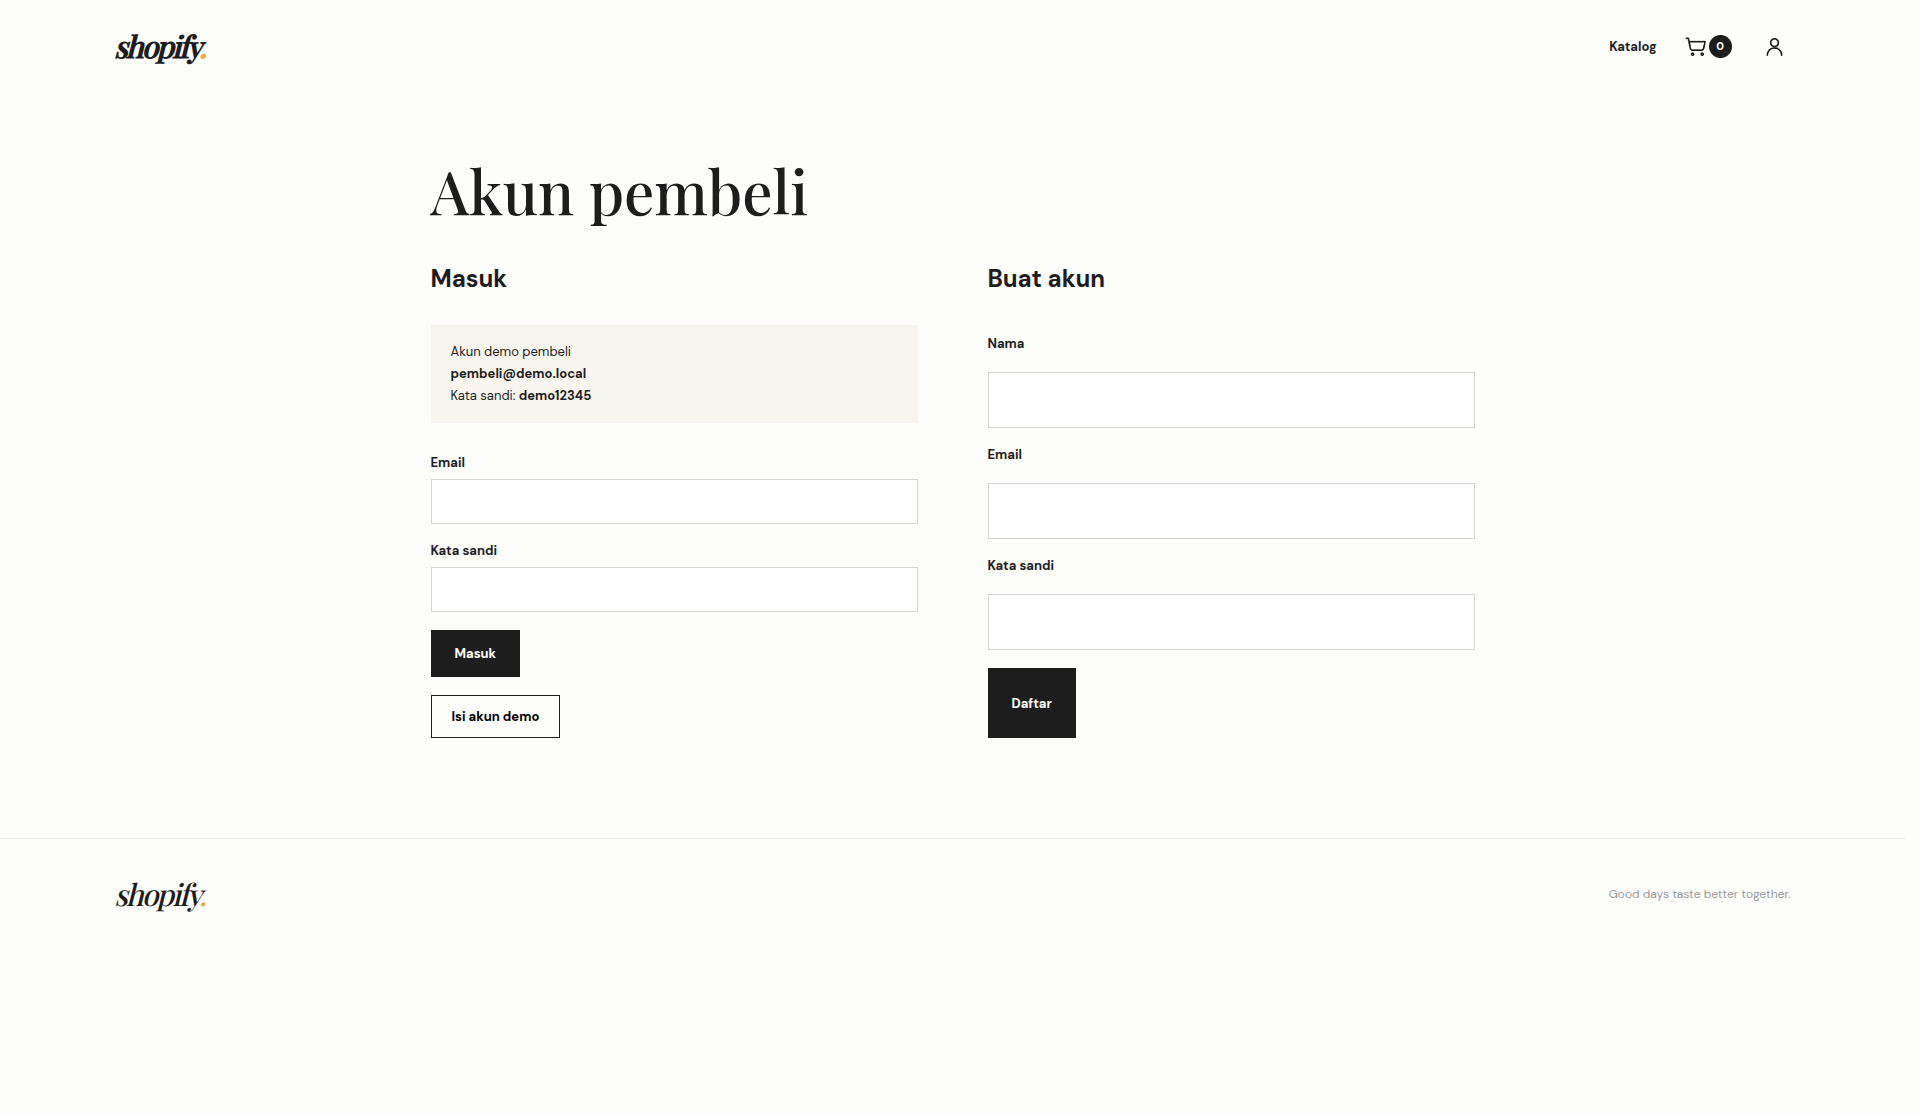 shopify.
Katalog
0
Akun pembeli
Masuk
Akun demo pembeli
pembeli@demo.local
Kata sandi: demo12345
Email
Kata sandi
Masuk
Isi akun demo
Buat akun
Nama
Email
Kata sandi
Daftar
shopify.
Good days taste better together.